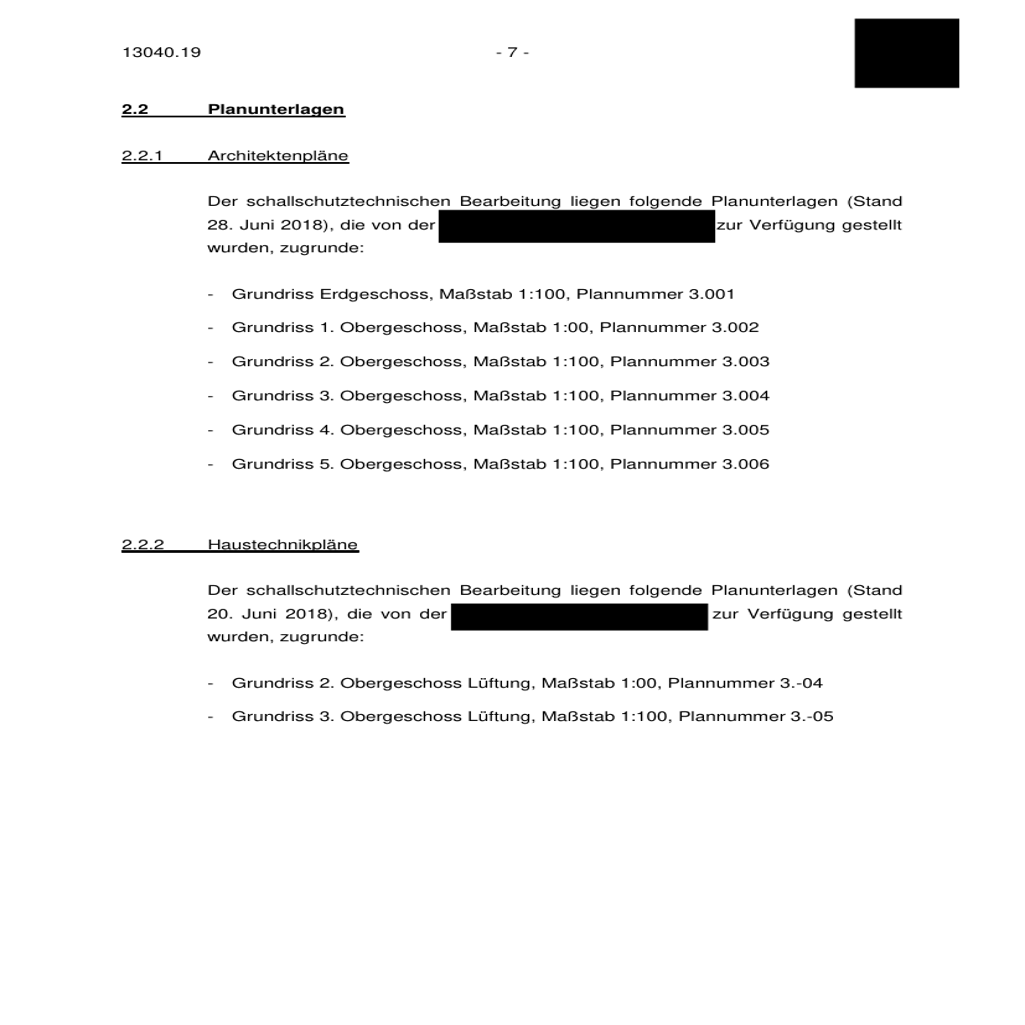 13040.19 - 7 -
2.2 Planunterlagen
2.2.1 Architektenpläne
Der schallschutztechnischen Bearbeitung liegen folgende Planunterlagen (Stand
28. Juni 2018), die von der zur Verfügung gestellt
wurden, zugrunde:
- Grundriss Erdgeschoss, Maßstab 1:100, Plannummer 3.001
- Grundriss 1. Obergeschoss, Maßstab 1:00, Plannummer 3.002
- Grundriss 2. Obergeschoss, Maßstab 1:100, Plannummer 3.003
- Grundriss 3. Obergeschoss, Maßstab 1:100, Plannummer 3.004
- Grundriss 4. Obergeschoss, Maßstab 1:100, Plannummer 3.005
- Grundriss 5. Obergeschoss, Maßstab 1:100, Plannummer 3.006
2.2.2 Haustechnikpläne
Der schallschutztechnischen Bearbeitung liegen folgende Planunterlagen (Stand
20. Juni 2018), die von der zur Verfügung gestellt
wurden, zugrunde:
- Grundriss 2. Obergeschoss Lüftung, Maßstab 1:00, Plannummer 3.-04
- Grundriss 3. Obergeschoss Lüftung, Maßstab 1:100, Plannummer 3.-05